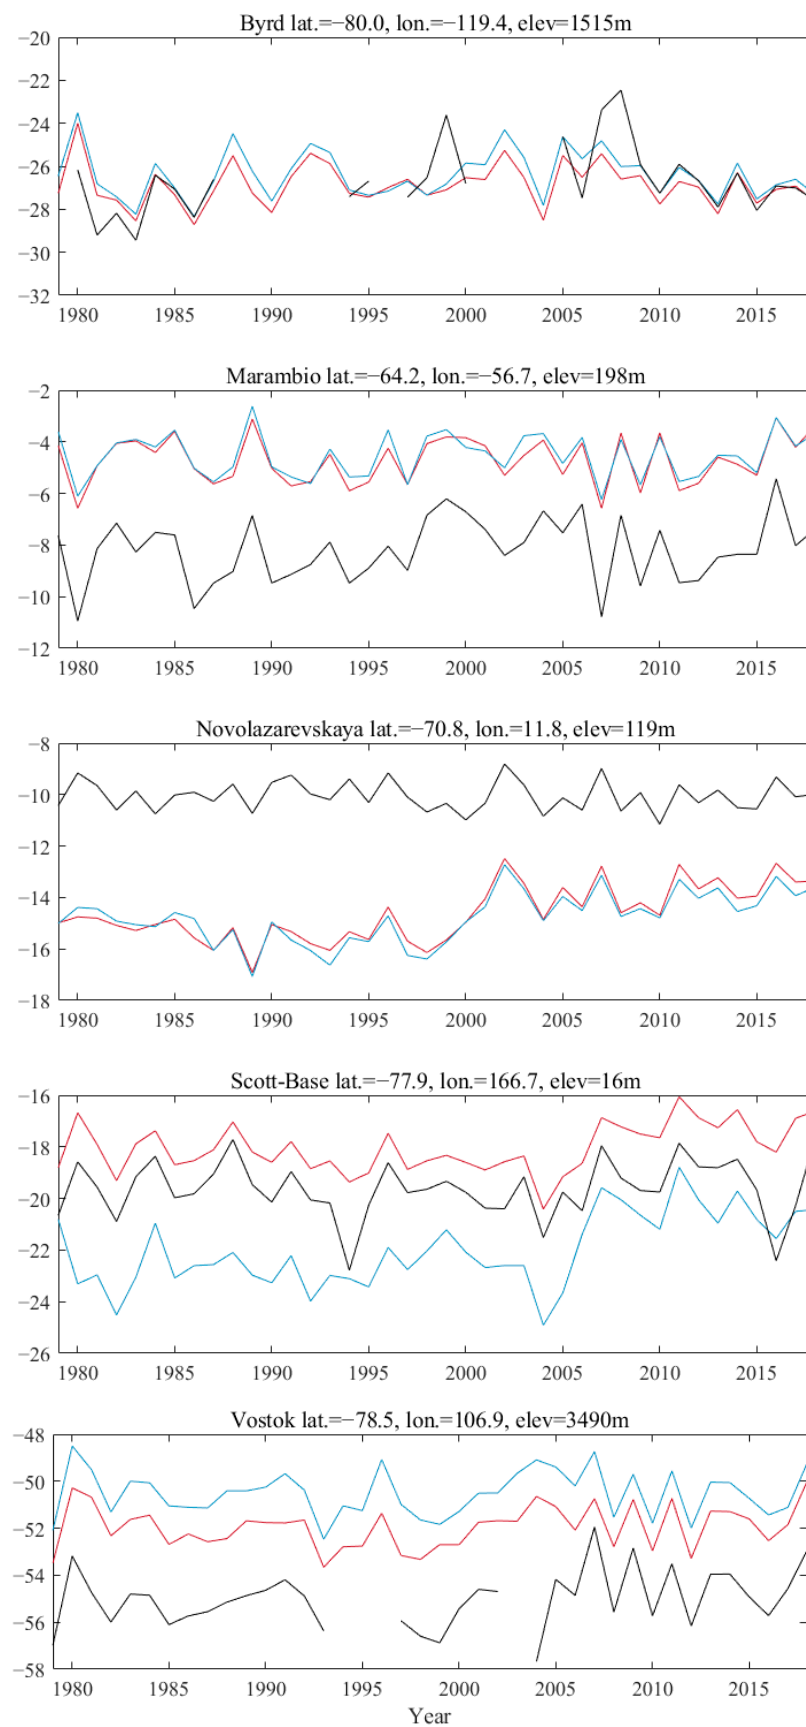 Byrd lat.=−80.0, lon.=−119.4, elev=1515m
−20
−22
−24
−26
−28
−30
−32
1980 1985 1990 1995 2000 2005 2010 2015
Marambio lat.=−64.2, lon.=−56.7, elev=198m
−2
−4
−6
−8
−10
−12
1980 1985 1990 1995 2000 2005 2010 2015
Novolazarevskaya lat.=−70.8, lon.=11.8, elev=119m
−8
−10
−12
−14
−16
−18
1980 1985 1990 1995 2000 2005 2010 2015
Scott-Base lat.=−77.9, lon.=166.7, elev=16m
−16
−18
−20
−22
−24
−26
1980 1985 1990 1995 2000 2005 2010 2015
Vostok lat.=−78.5, lon.=106.9, elev=3490m
−48
−50
−52
−54
−56
−58
1980 1985 1990 1995 2000 2005 2010 2015
Year